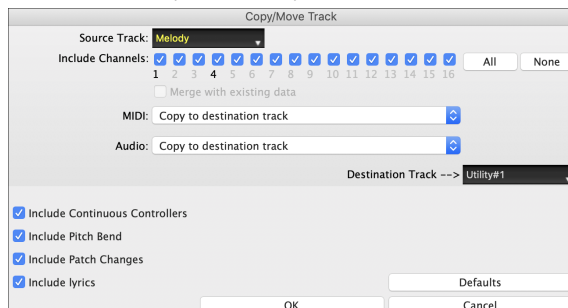 Copy/Move Track
Source Track: Melody
Include Channels: All None
1 2 3 4 5 6 7 8 9 10 11 12 13 14 15 16
Merge with existing data
MIDI: Copy to destination track
Audio: Copy to destination track
Destination Track --> Utility#1
Include Continuous Controllers
Include Pitch Bend
Include Patch Changes
Include lyrics Defaults
OK Cancel